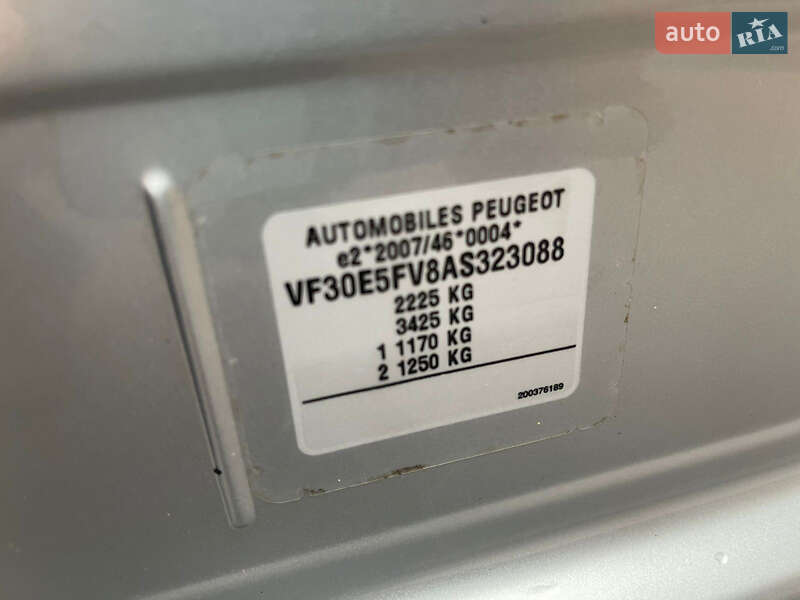 auto RIA
.com
AUTOMOBILES PEUGEOT
e2*2007/46*0004*
VF30E5FV8AS323088
2225 KG
3425 KG
1 1170 KG
2 1250 KG
200376189